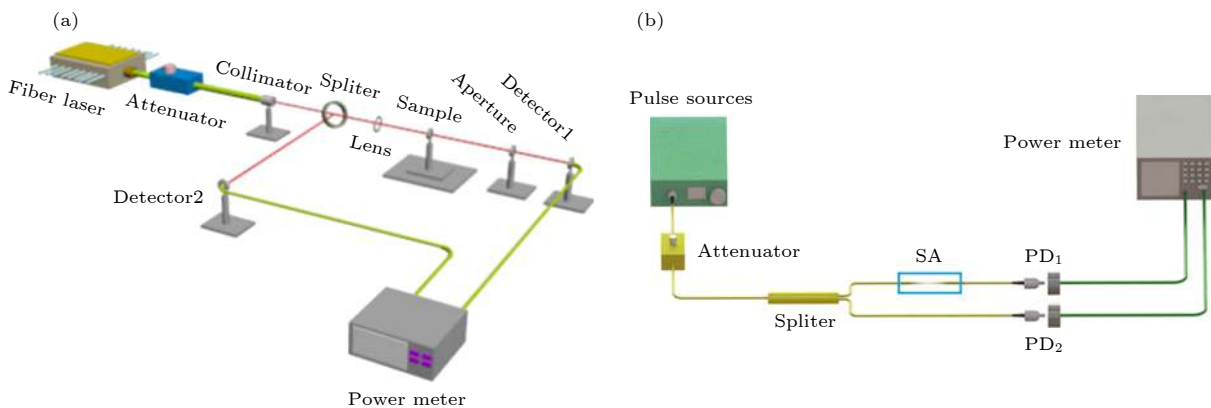 (a)
Fiber laser
Attenuator
Collimator
Spliter
Lens
Sample
Aperture
Detector1
Detector2
Power meter
(b)
Pulse sources
Attenuator
Spliter
SA
PD₁
PD₂
Power meter